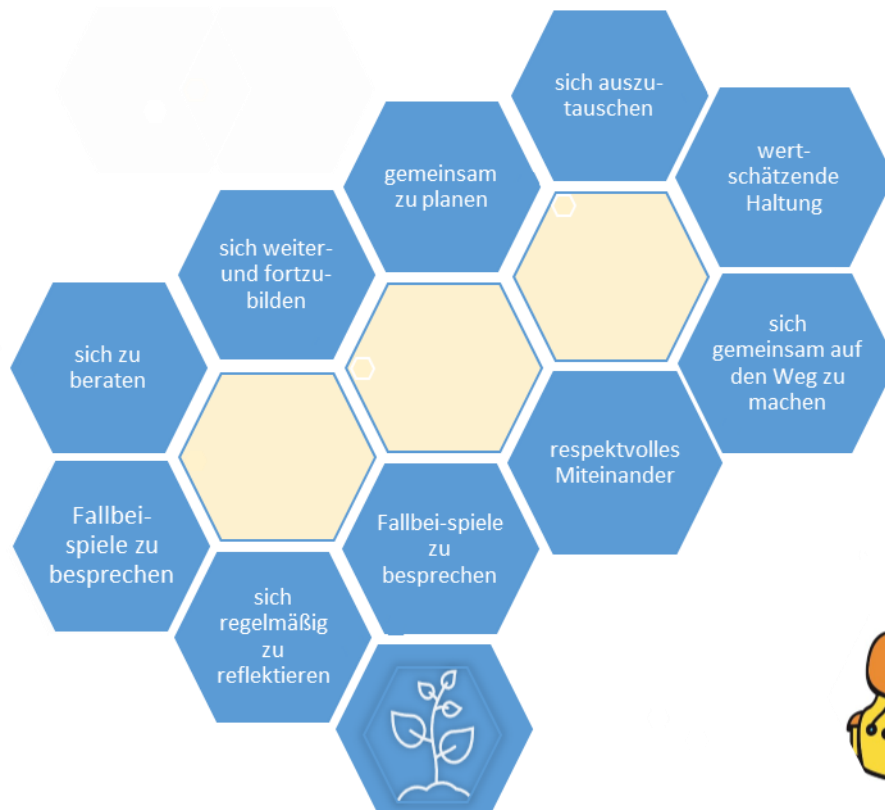 sich auszu-
tauschen
wert-
schätzende
Haltung
gemeinsam
zu planen
sich weiter-
und fortzu-
bilden
sich zu
beraten
sich
gemeinsam auf
den Weg zu
machen
respektvolles
Miteinander
Fallbei-
spiele zu
besprechen
Fallbei-spiele
zu
besprechen
sich
regelmäßig
zu
reflektieren